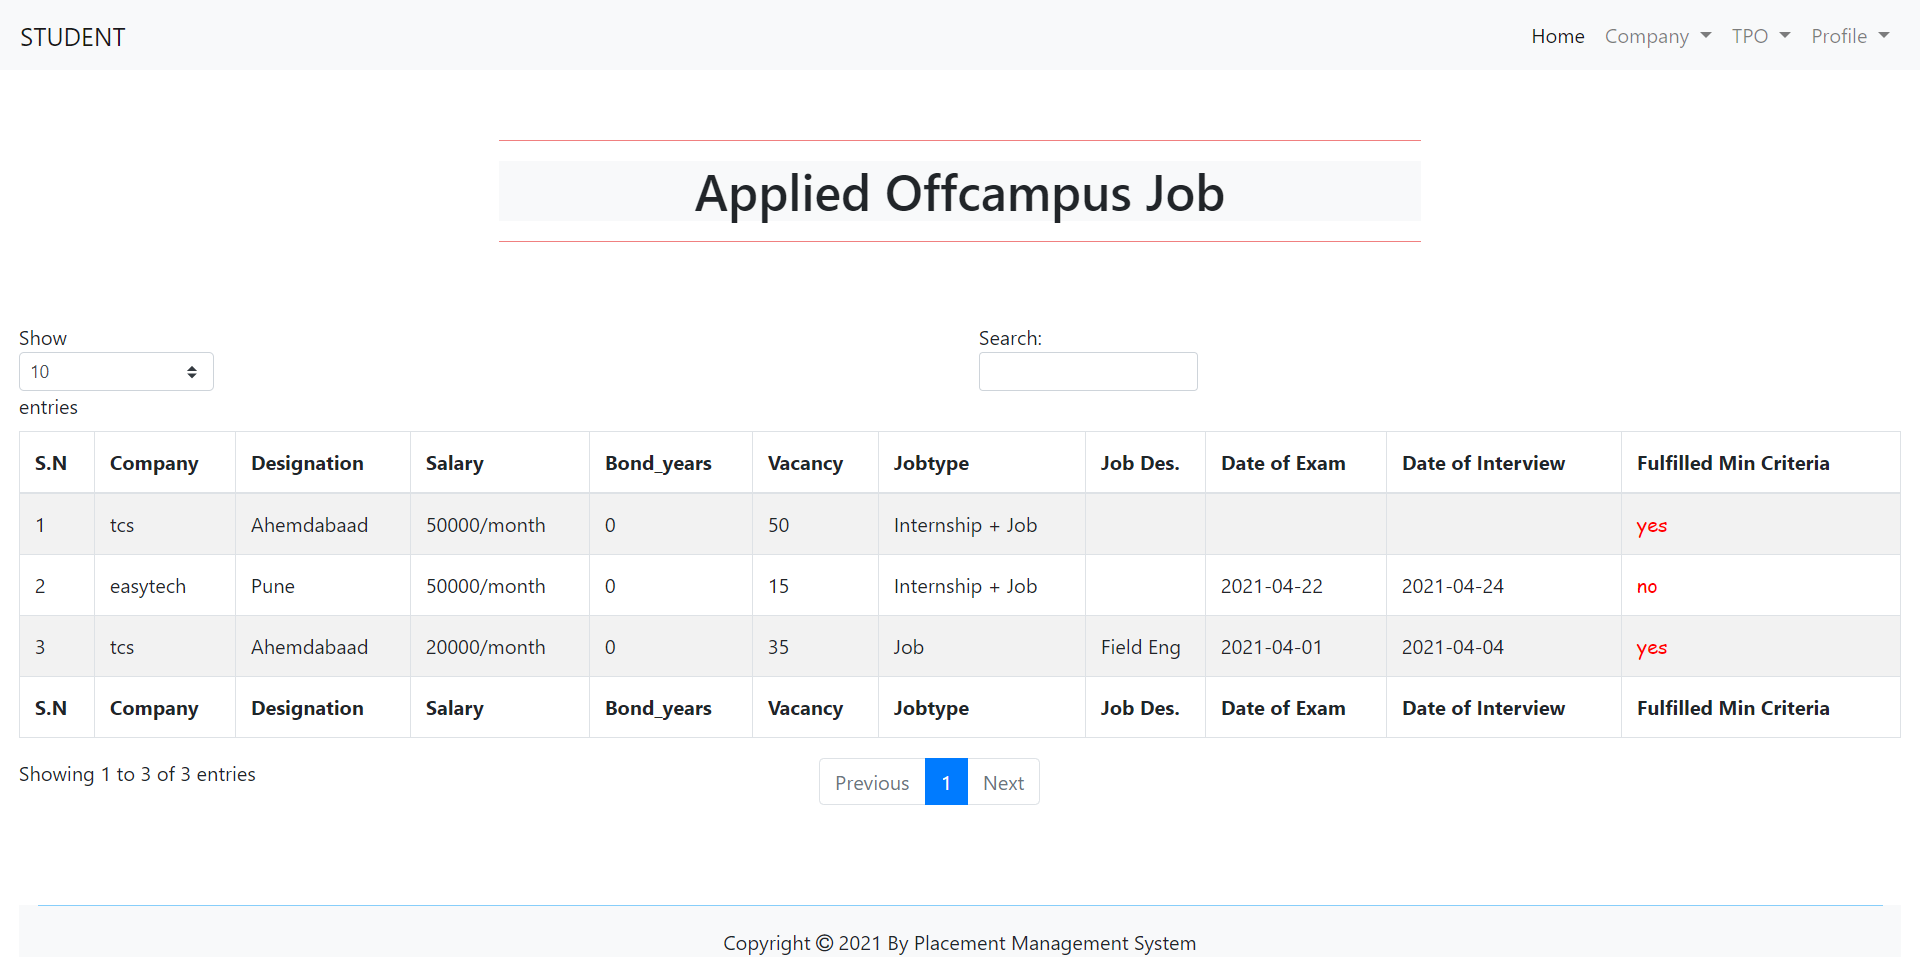 STUDENT Home Company TPO Profile
Applied Offcampus Job
Show Search:
10
entries
S.N Company Designation Salary Bond_years Vacancy Jobtype Job Des. Date of Exam Date of Interview Fulfilled Min Criteria
1 tcs Ahemdabaad 50000/month 0 50 Internship + Job yes
2 easytech Pune 50000/month 0 15 Internship + Job 2021-04-22 2021-04-24 no
3 tcs Ahemdabaad 20000/month 0 35 Job Field Eng 2021-04-01 2021-04-04 yes
S.N Company Designation Salary Bond_years Vacancy Jobtype Job Des. Date of Exam Date of Interview Fulfilled Min Criteria
Showing 1 to 3 of 3 entries Previous 1 Next
Copyright © 2021 By Placement Management System